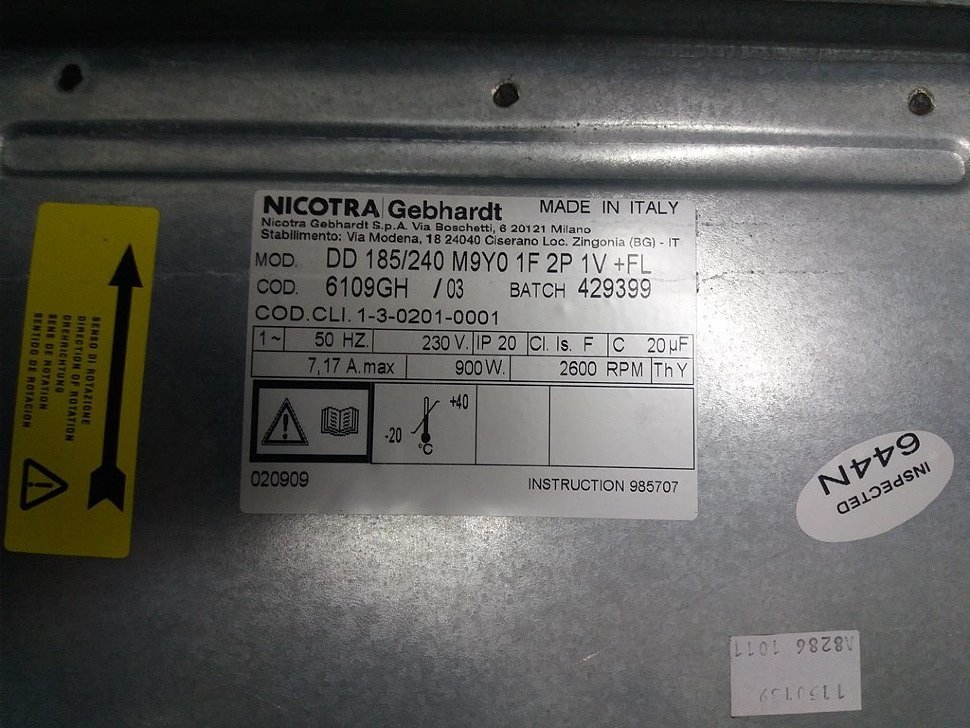 NICOTRA Gebhardt MADE IN ITALY
Nicotra Gebhardt S.p.A. Via Boschetti, 6 20121 Milano
Stabilimento: Via Modena, 18 24040 Ciserano Loc. Zingonia (BG) - IT
MOD. DD 185/240 M9Y0 1F 2P 1V +FL
COD. 6109GH / 03 BATCH 429399
COD.CLI. 1-3-0201-0001
1~ 50 HZ. 230 V. IP 20 Cl. Is. F C 20 µF
7,17 A.max 900 W. 2600 RPM Th Y
-20 +40
°C
020909 INSTRUCTION 985707
SENSO DI ROTAZIONE
DIRECTION OF ROTATION
DREHRICHTUNG
SENS DE ROTATION
SENTIDO DE ROTACION
INSPECTED
644N
A8286 1011